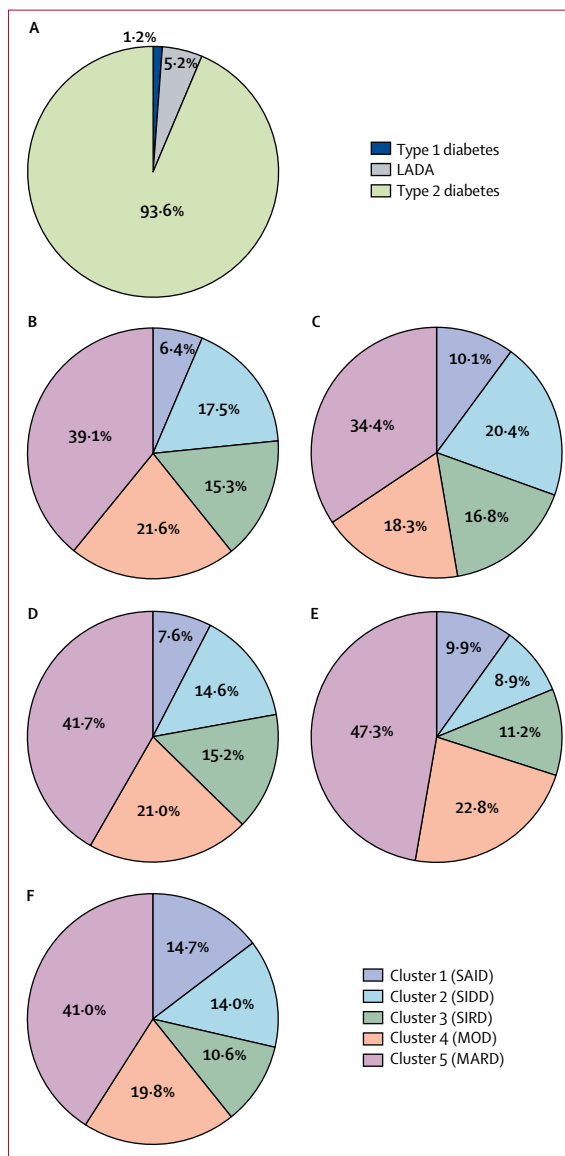 A
1·2%
5·2%
93·6%
Type 1 diabetes
LADA
Type 2 diabetes
B
6·4%
17·5%
15·3%
21·6%
39·1%
C
10·1%
20·4%
16·8%
18·3%
34·4%
D
7·6%
14·6%
15·2%
21·0%
41·7%
E
9·9%
8·9%
11·2%
22·8%
47·3%
F
14·7%
14·0%
10·6%
19·8%
41·0%
Cluster 1 (SAID)
Cluster 2 (SIDD)
Cluster 3 (SIRD)
Cluster 4 (MOD)
Cluster 5 (MARD)